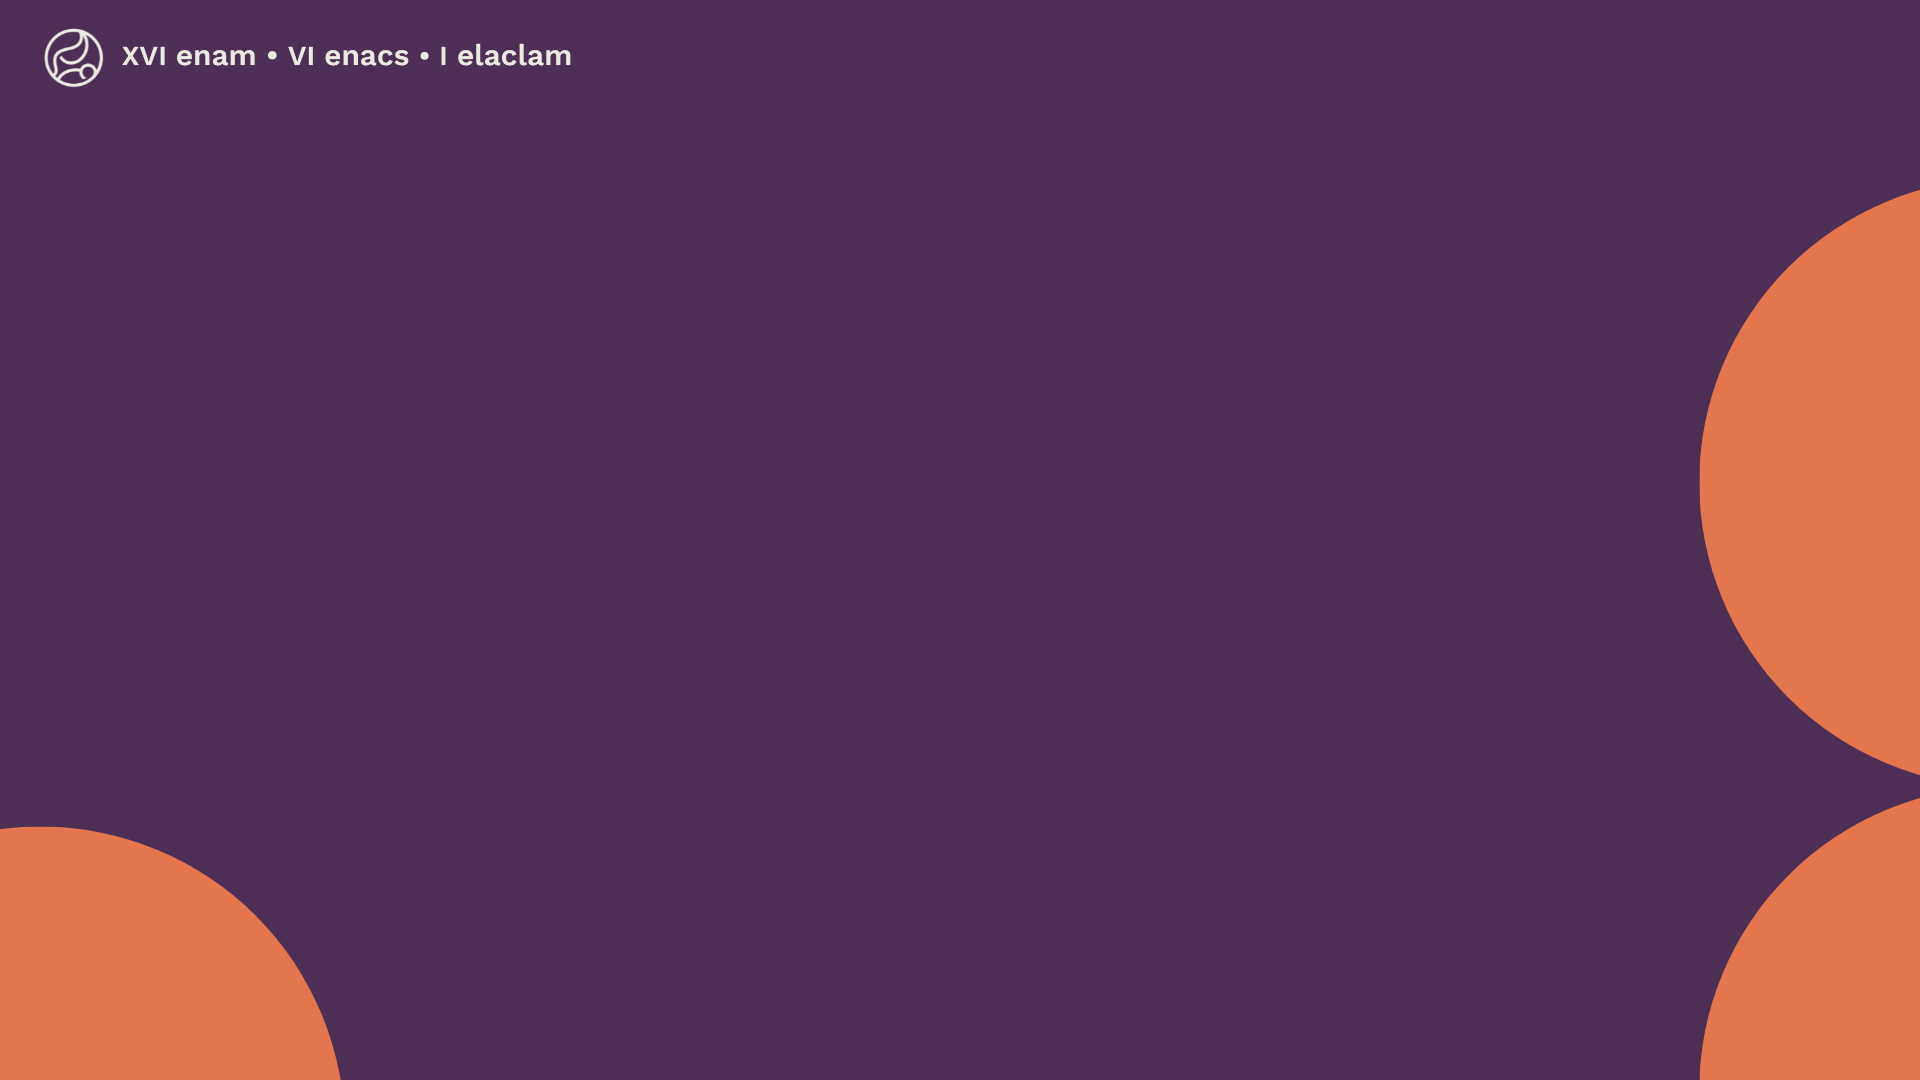 XVI enam • VI enacs • I elaclam